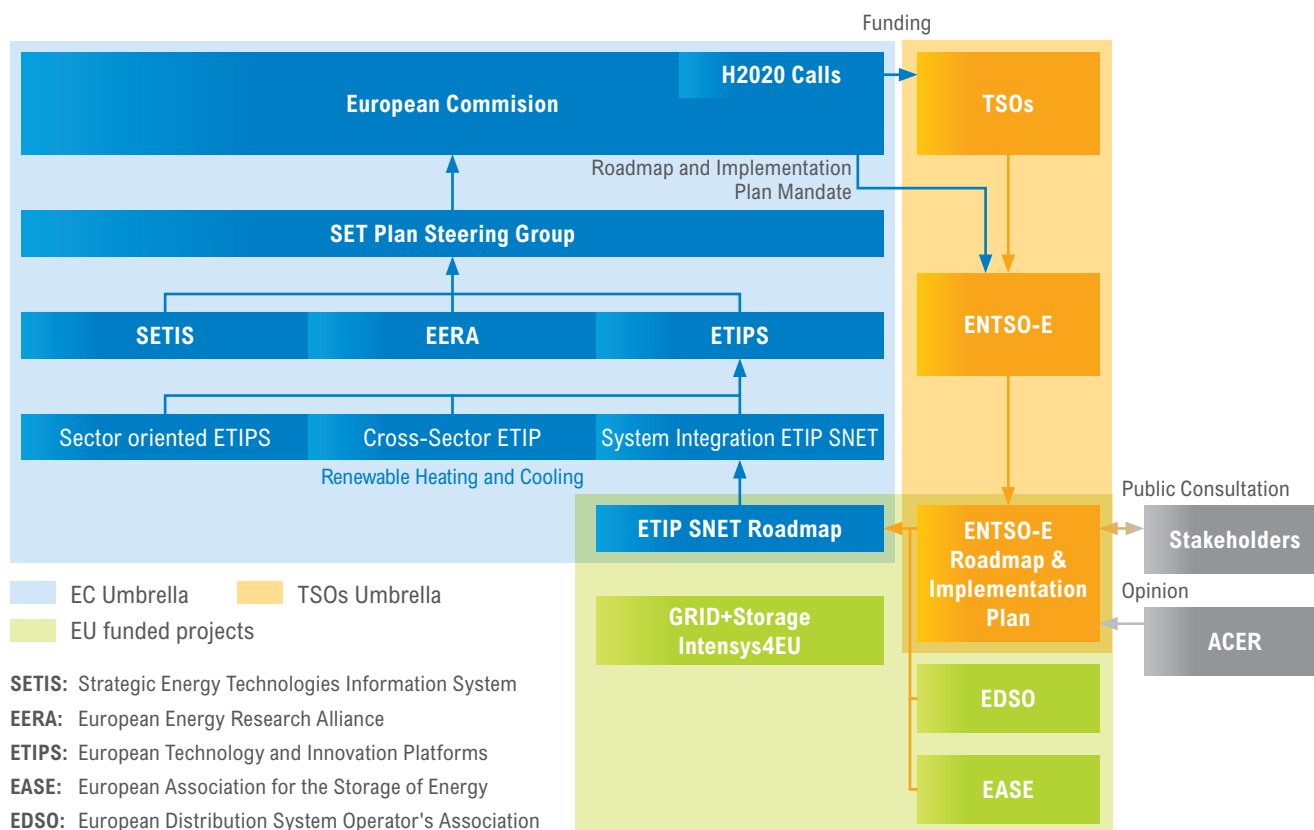 Funding
H2020 Calls
European Commision
TSOs
Roadmap and Implementation
Plan Mandate
SET Plan Steering Group
SETIS
EERA
ETIPS
ENTSO-E
Sector oriented ETIPS
Cross-Sector ETIP
System Integration ETIP SNET
Renewable Heating and Cooling
ETIP SNET Roadmap
ENTSO-E
Roadmap &
Implementation
Plan
Public Consultation
Stakeholders
Opinion
ACER
EC Umbrella
TSOs Umbrella
EU funded projects
GRID+Storage
Intensys4EU
EDSO
EASE
SETIS: Strategic Energy Technologies Information System
EERA: European Energy Research Alliance
ETIPS: European Technology and Innovation Platforms
EASE: European Association for the Storage of Energy
EDSO: European Distribution System Operator's Association